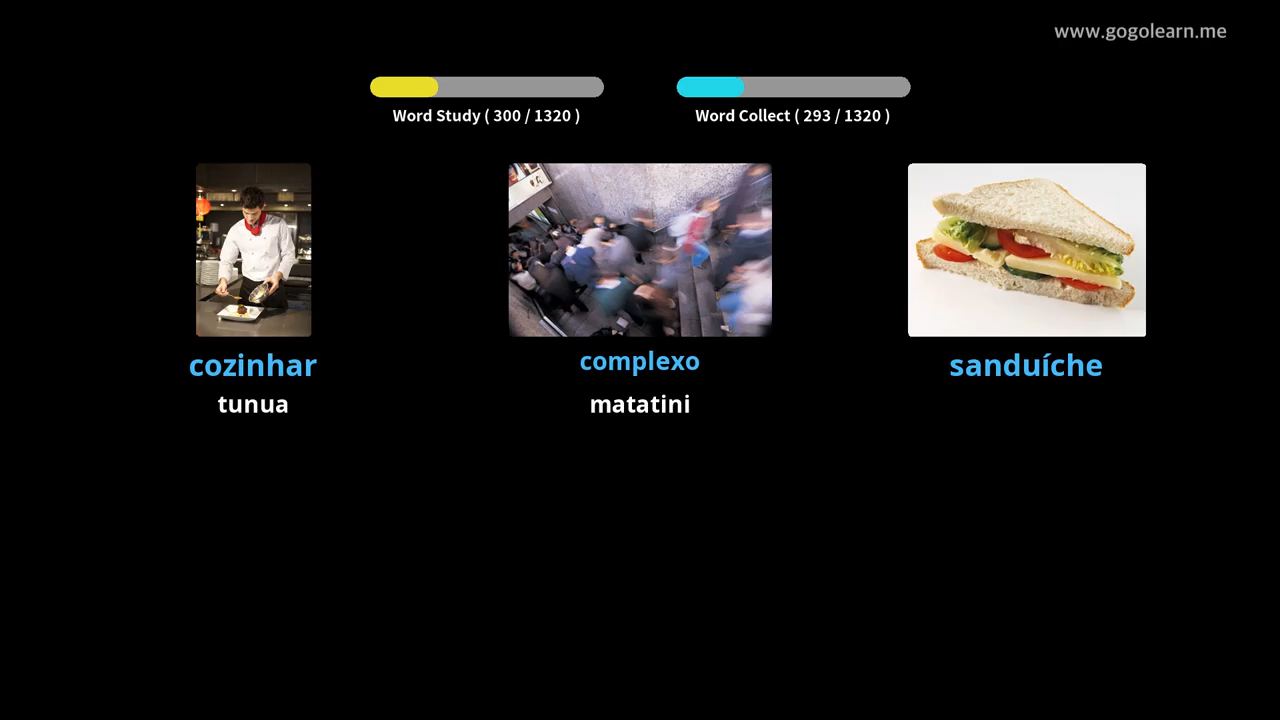 www.gogolearn.me
Word Study ( 300 / 1320 )
Word Collect ( 293 / 1320 )
cozinhar
tunua
complexo
matatini
sanduíche